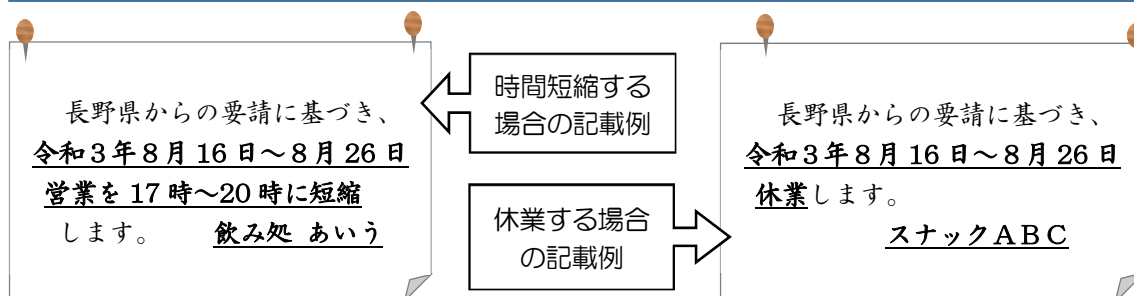 長野県からの要請に基づき、
令和3年8月16日～8月26日
営業を17時～20時に短縮
します。 飲み処 あいう
時間短縮する
場合の記載例
休業する場合
の記載例
長野県からの要請に基づき、
令和3年8月16日～8月26日
休業します。
スナックＡＢＣ